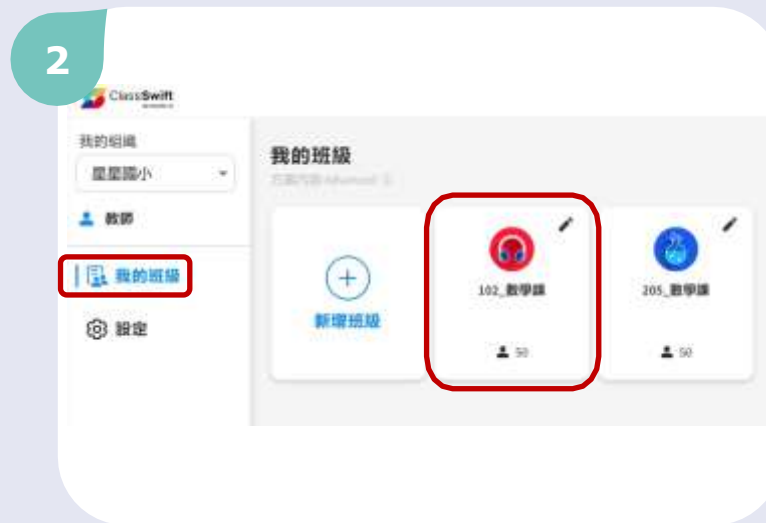 2
ClassSwift
我的組織
星星國小
教師
我的班級
設定
我的班級
新增班級
102_數學課
50
205_數學課
50